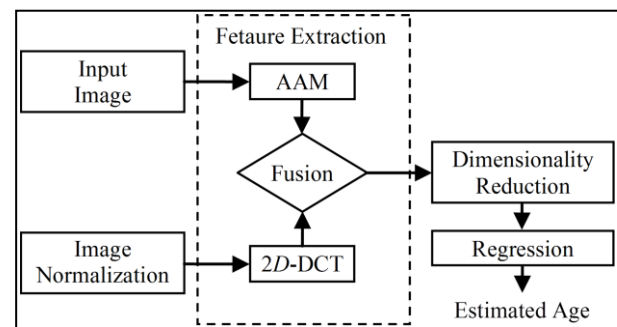 Fetaure Extraction
Input
Image
AAM
Fusion
Dimensionality
Reduction
Image
Normalization
2D-DCT
Regression
Estimated Age